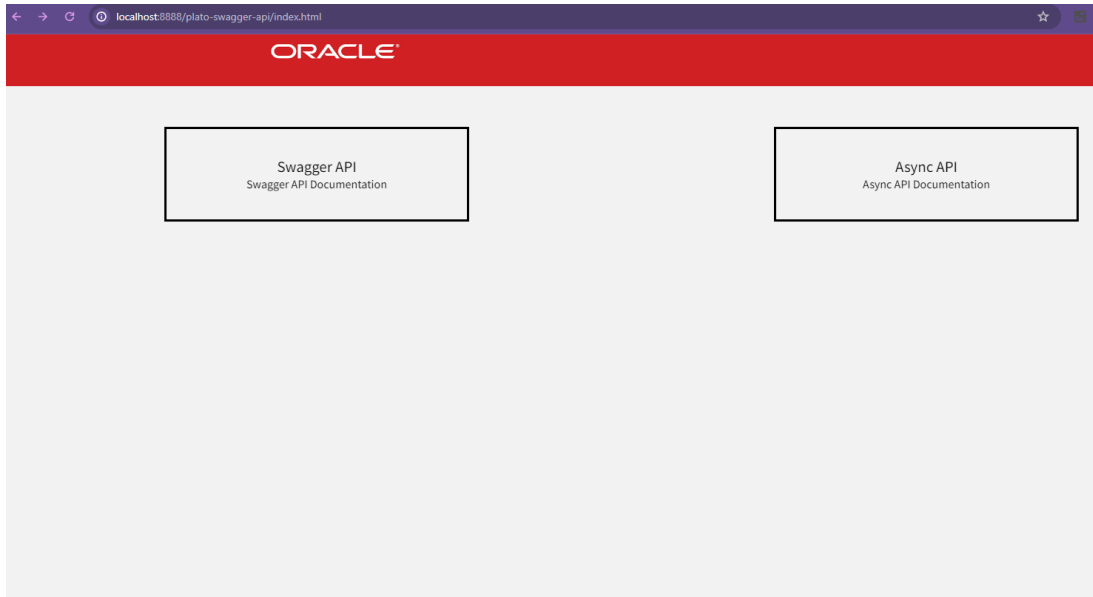 localhost:8888/plato-swagger-api/index.html
ORACLE
Swagger API
Swagger API Documentation
Async API
Async API Documentation